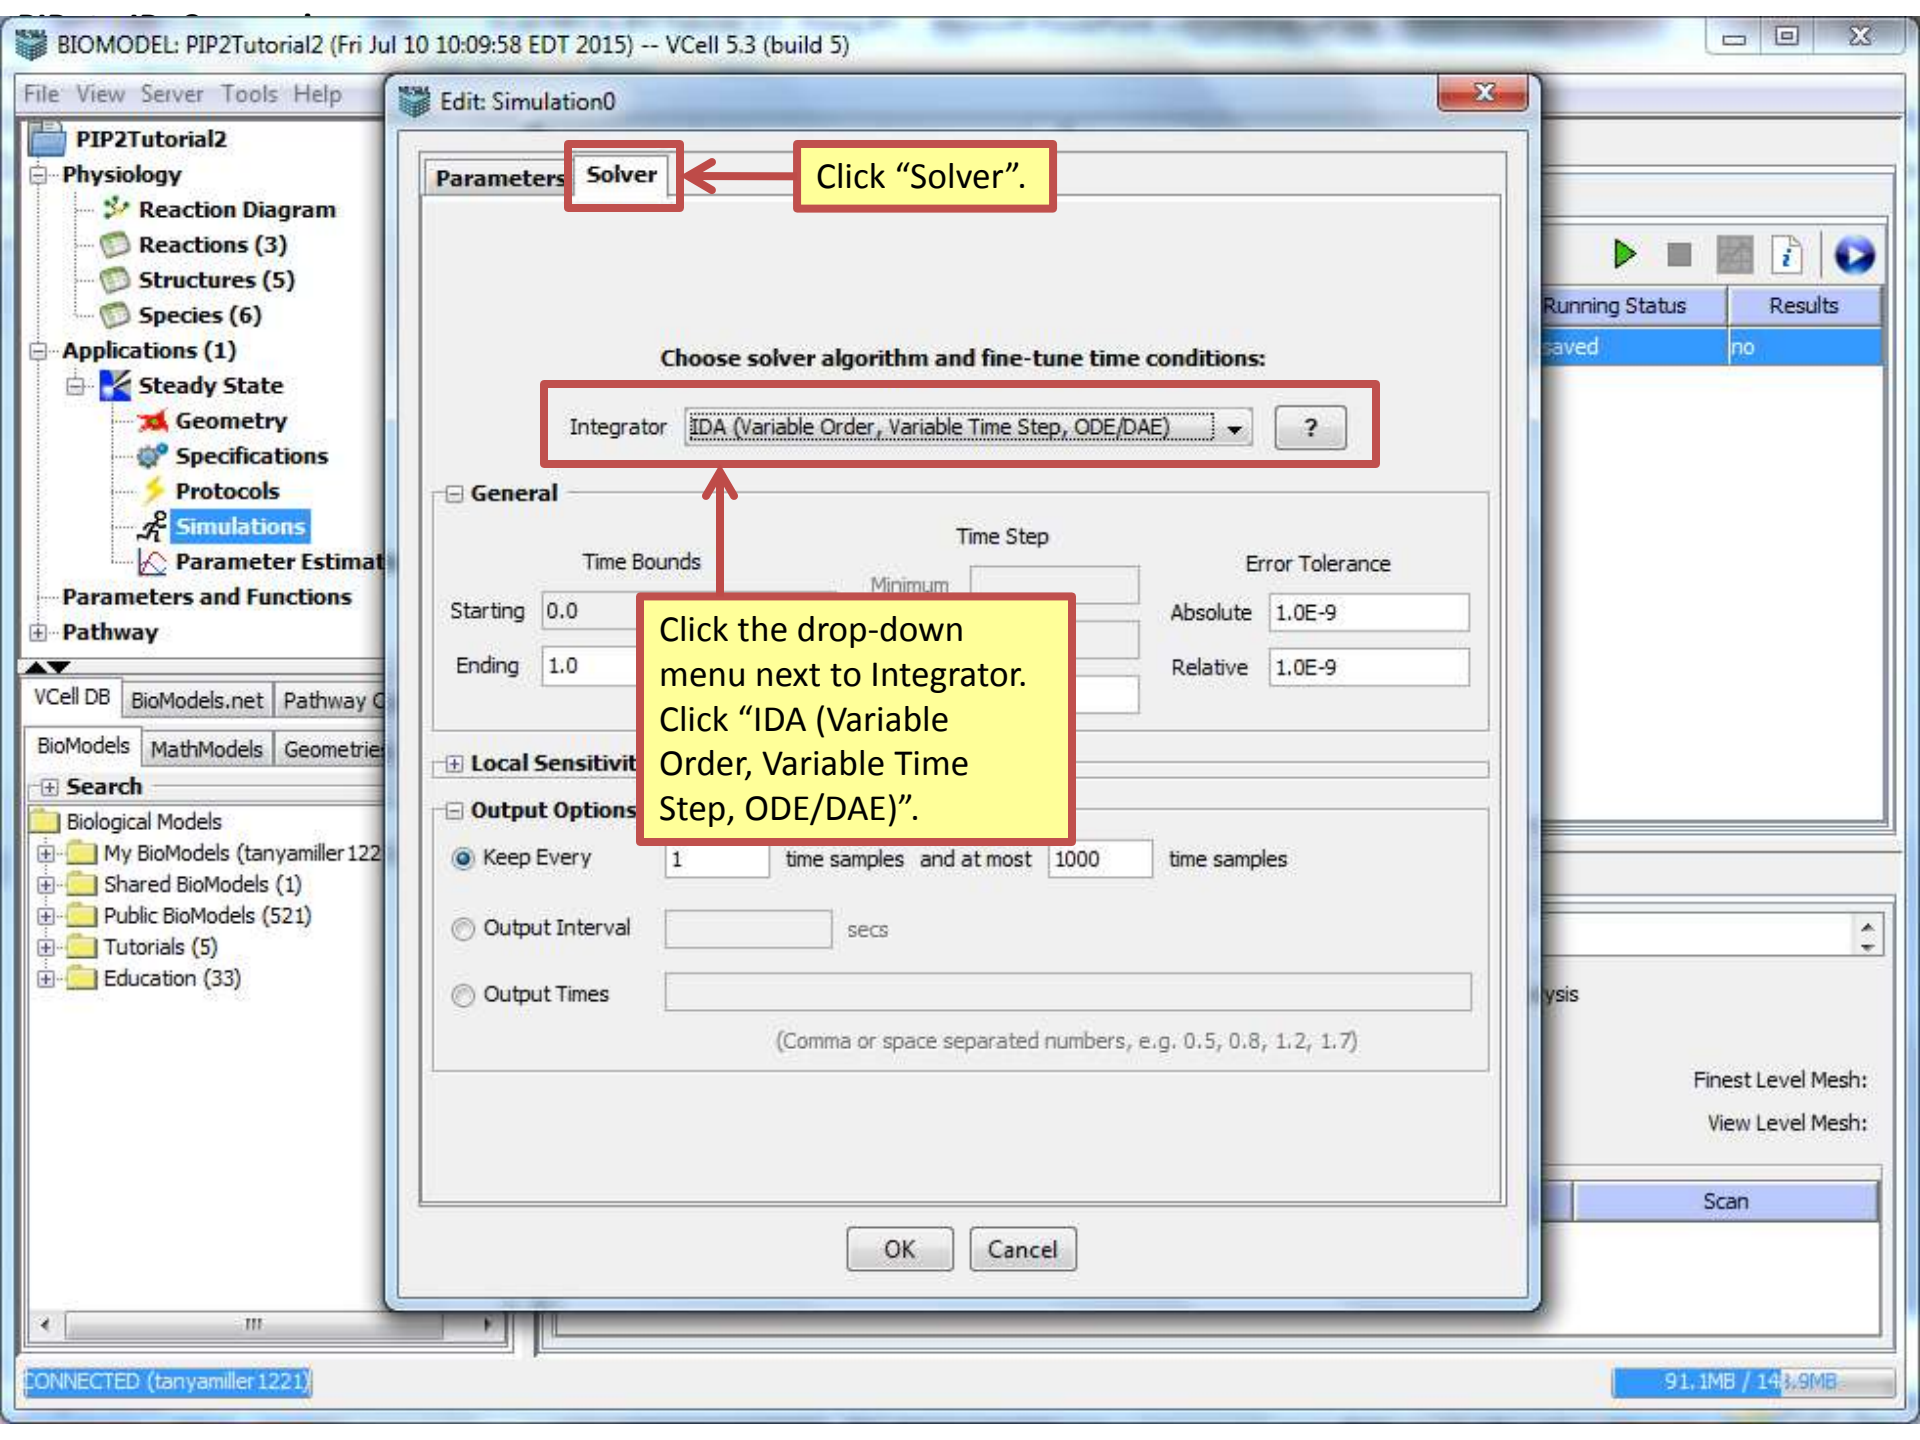 BIOMODEL: PIP2Tutorial2 (Fri Jul 10 10:09:58 EDT 2015) -- VCell 5.3 (build 5)
File View Server Tools Help
PIP2Tutorial2
Physiology
Reaction Diagram
Reactions (3)
Structures (5)
Species (6)
Applications (1)
Steady State
Geometry
Specifications
Protocols
Simulations
Parameter Estimat
Parameters and Functions
Pathway
VCell DB BioModels.net Pathway
BioModels MathModels Geometries
Search
Biological Models
My BioModels (tanyamiller122
Shared BioModels (1)
Public BioModels (521)
Tutorials (5)
Education (33)
CONNECTED (tanyamiller1221)
Edit: Simulation0
Parameters Solver
Click “Solver”.
Choose solver algorithm and fine-tune time conditions:
Integrator IDA (Variable Order, Variable Time Step, ODE/DAE) ?
General
Time Bounds Time Step Error Tolerance
Minimum
Starting 0.0 Absolute 1.0E-9
Ending 1.0 Relative 1.0E-9
Click the drop-down
menu next to Integrator.
Click “IDA (Variable
Order, Variable Time
Step, ODE/DAE)”.
Local Sensitivit
Output Options
Keep Every 1 time samples and at most 1000 time samples
Output Interval secs
Output Times
(Comma or space separated numbers, e.g. 0.5, 0.8, 1.2, 1.7)
OK Cancel
Running Status Results
saved no
ysis
Finest Level Mesh:
View Level Mesh:
Scan
91.1MB / 143.9MB